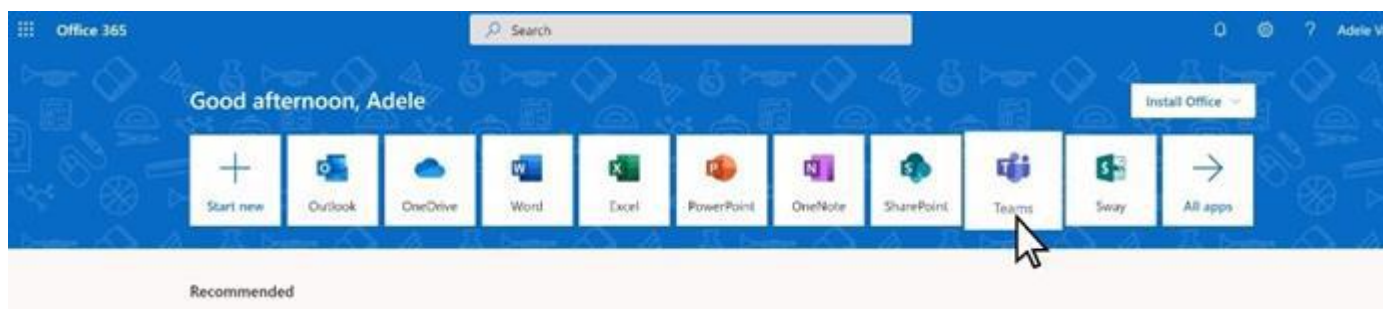 Office 365
Search
? Adele V
Good afternoon, Adele
Install Office
Start new Outlook OneDrive Word Excel PowerPoint OneNote SharePoint Teams Sway All apps
Recommended